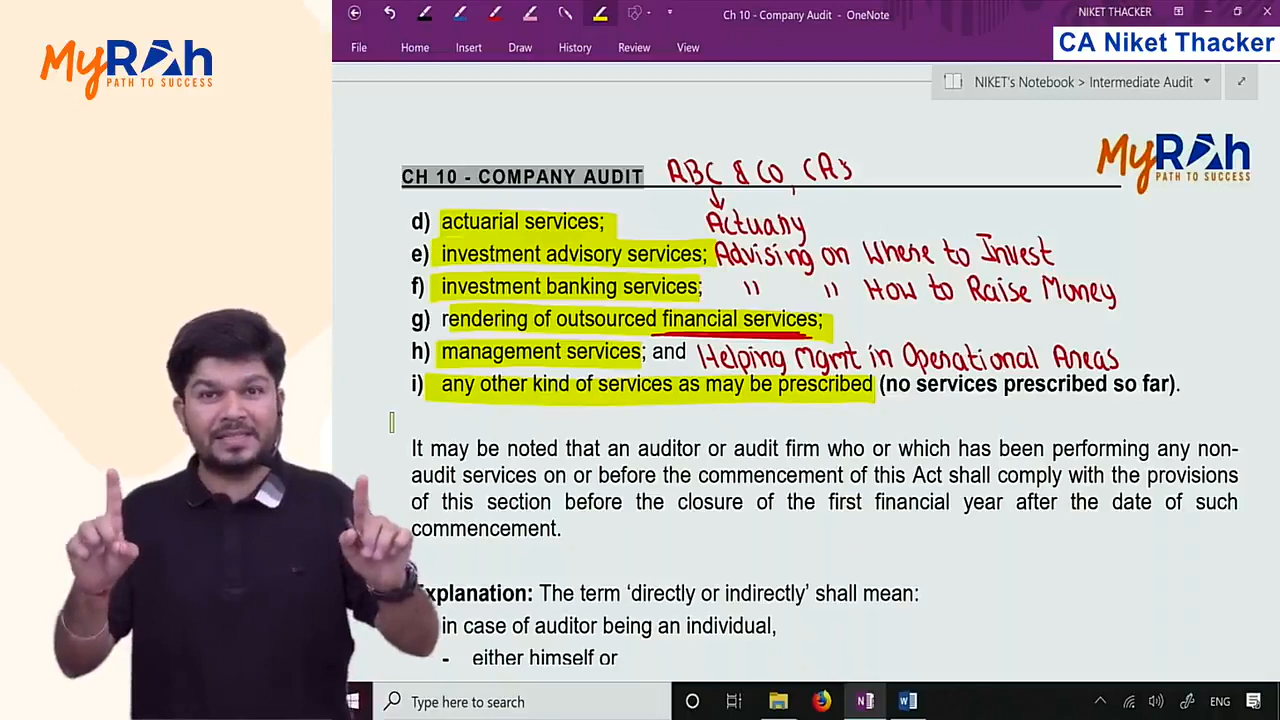 MyRAh
PATH TO SUCCESS
Ch 10 - Company Audit - OneNote
NIKET THACKER
CA Niket Thacker
File Home Insert Draw History Review View
NIKET's Notebook > Intermediate Audit
MyRAh
PATH TO SUCCESS
CH 10 - COMPANY AUDIT ABC & CO, CA's
d) actuarial services; Actuary
e) investment advisory services; Advising on Where to Invest
f) investment banking services; " " How to Raise Money
g) rendering of outsourced financial services;
h) management services; and Helping Mgmt in Operational Areas
i) any other kind of services as may be prescribed (no services prescribed so far).
It may be noted that an auditor or audit firm who or which has been performing any non-
audit services on or before the commencement of this Act shall comply with the provisions
of this section before the closure of the first financial year after the date of such
commencement.
Explanation: The term 'directly or indirectly' shall mean:
in case of auditor being an individual,
- either himself or
Type here to search
ENG